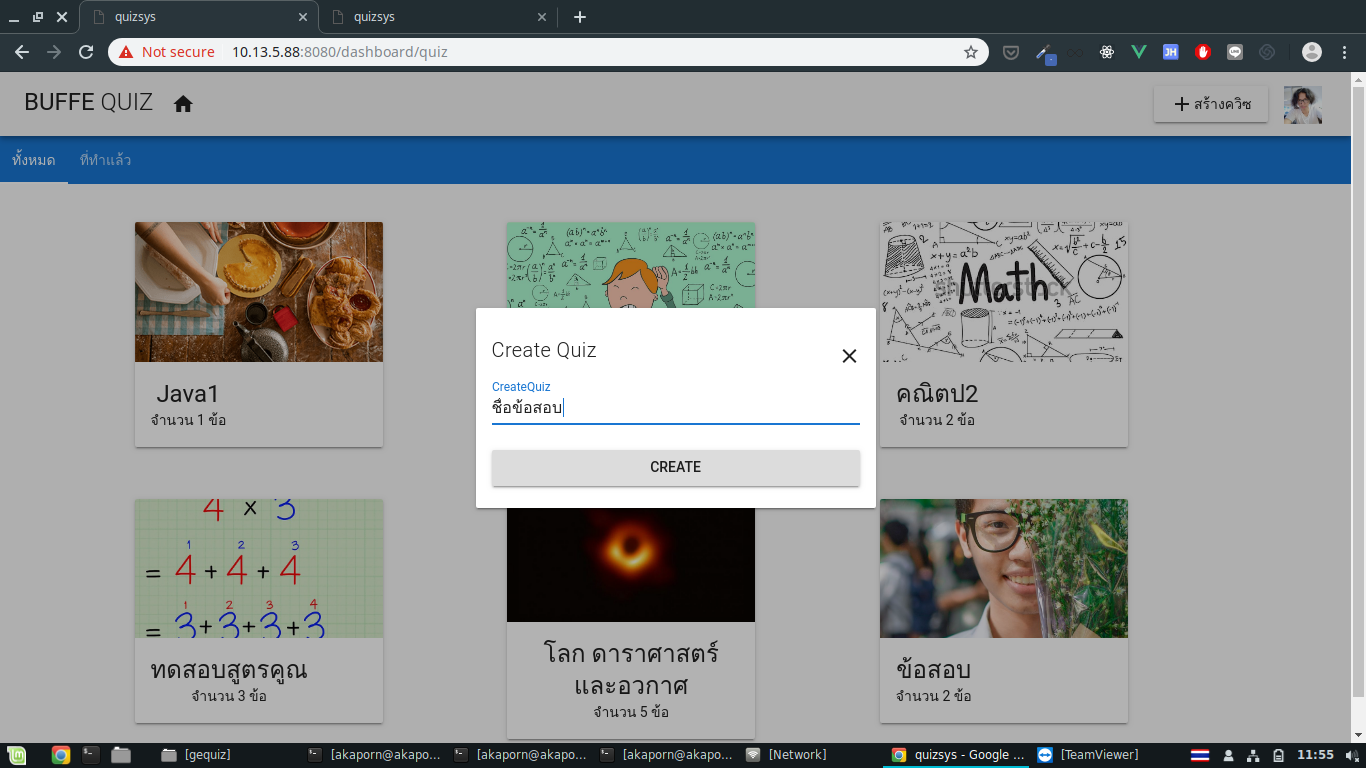 quizsys
quizsys
Not secure 10.13.5.88:8080/dashboard/quiz
BUFFE QUIZ
สร้างควิซ
ทั้งหมด ที่ทำแล้ว
Math
Java1
จำนวน 1 ข้อ
คณิตป2
จำนวน 2 ข้อ
Create Quiz
CreateQuiz
ชื่อข้อสอบ
CREATE
4 x 3
1 2 3
= 4 + 4 + 4
1 2 3 4
= 3 + 3 + 3 + 3
ทดสอบสูตรคูณ
จำนวน 3 ข้อ
โลก ดาราศาสตร์
และอวกาศ
จำนวน 5 ข้อ
ข้อสอบ
จำนวน 2 ข้อ
[gequiz] [akaporn@akapo... [akaporn@akapo... [akaporn@akapo... [Network] quizsys - Google ... [TeamViewer] 11:55